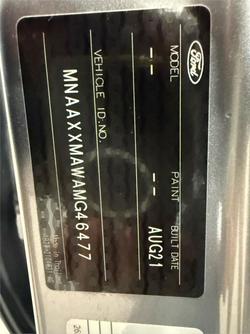 Ford
MODEL PAINT BUILT DATE
-- -- AUG21
VEHICLE ID.NO.
MNAAXXMAWAMG46477